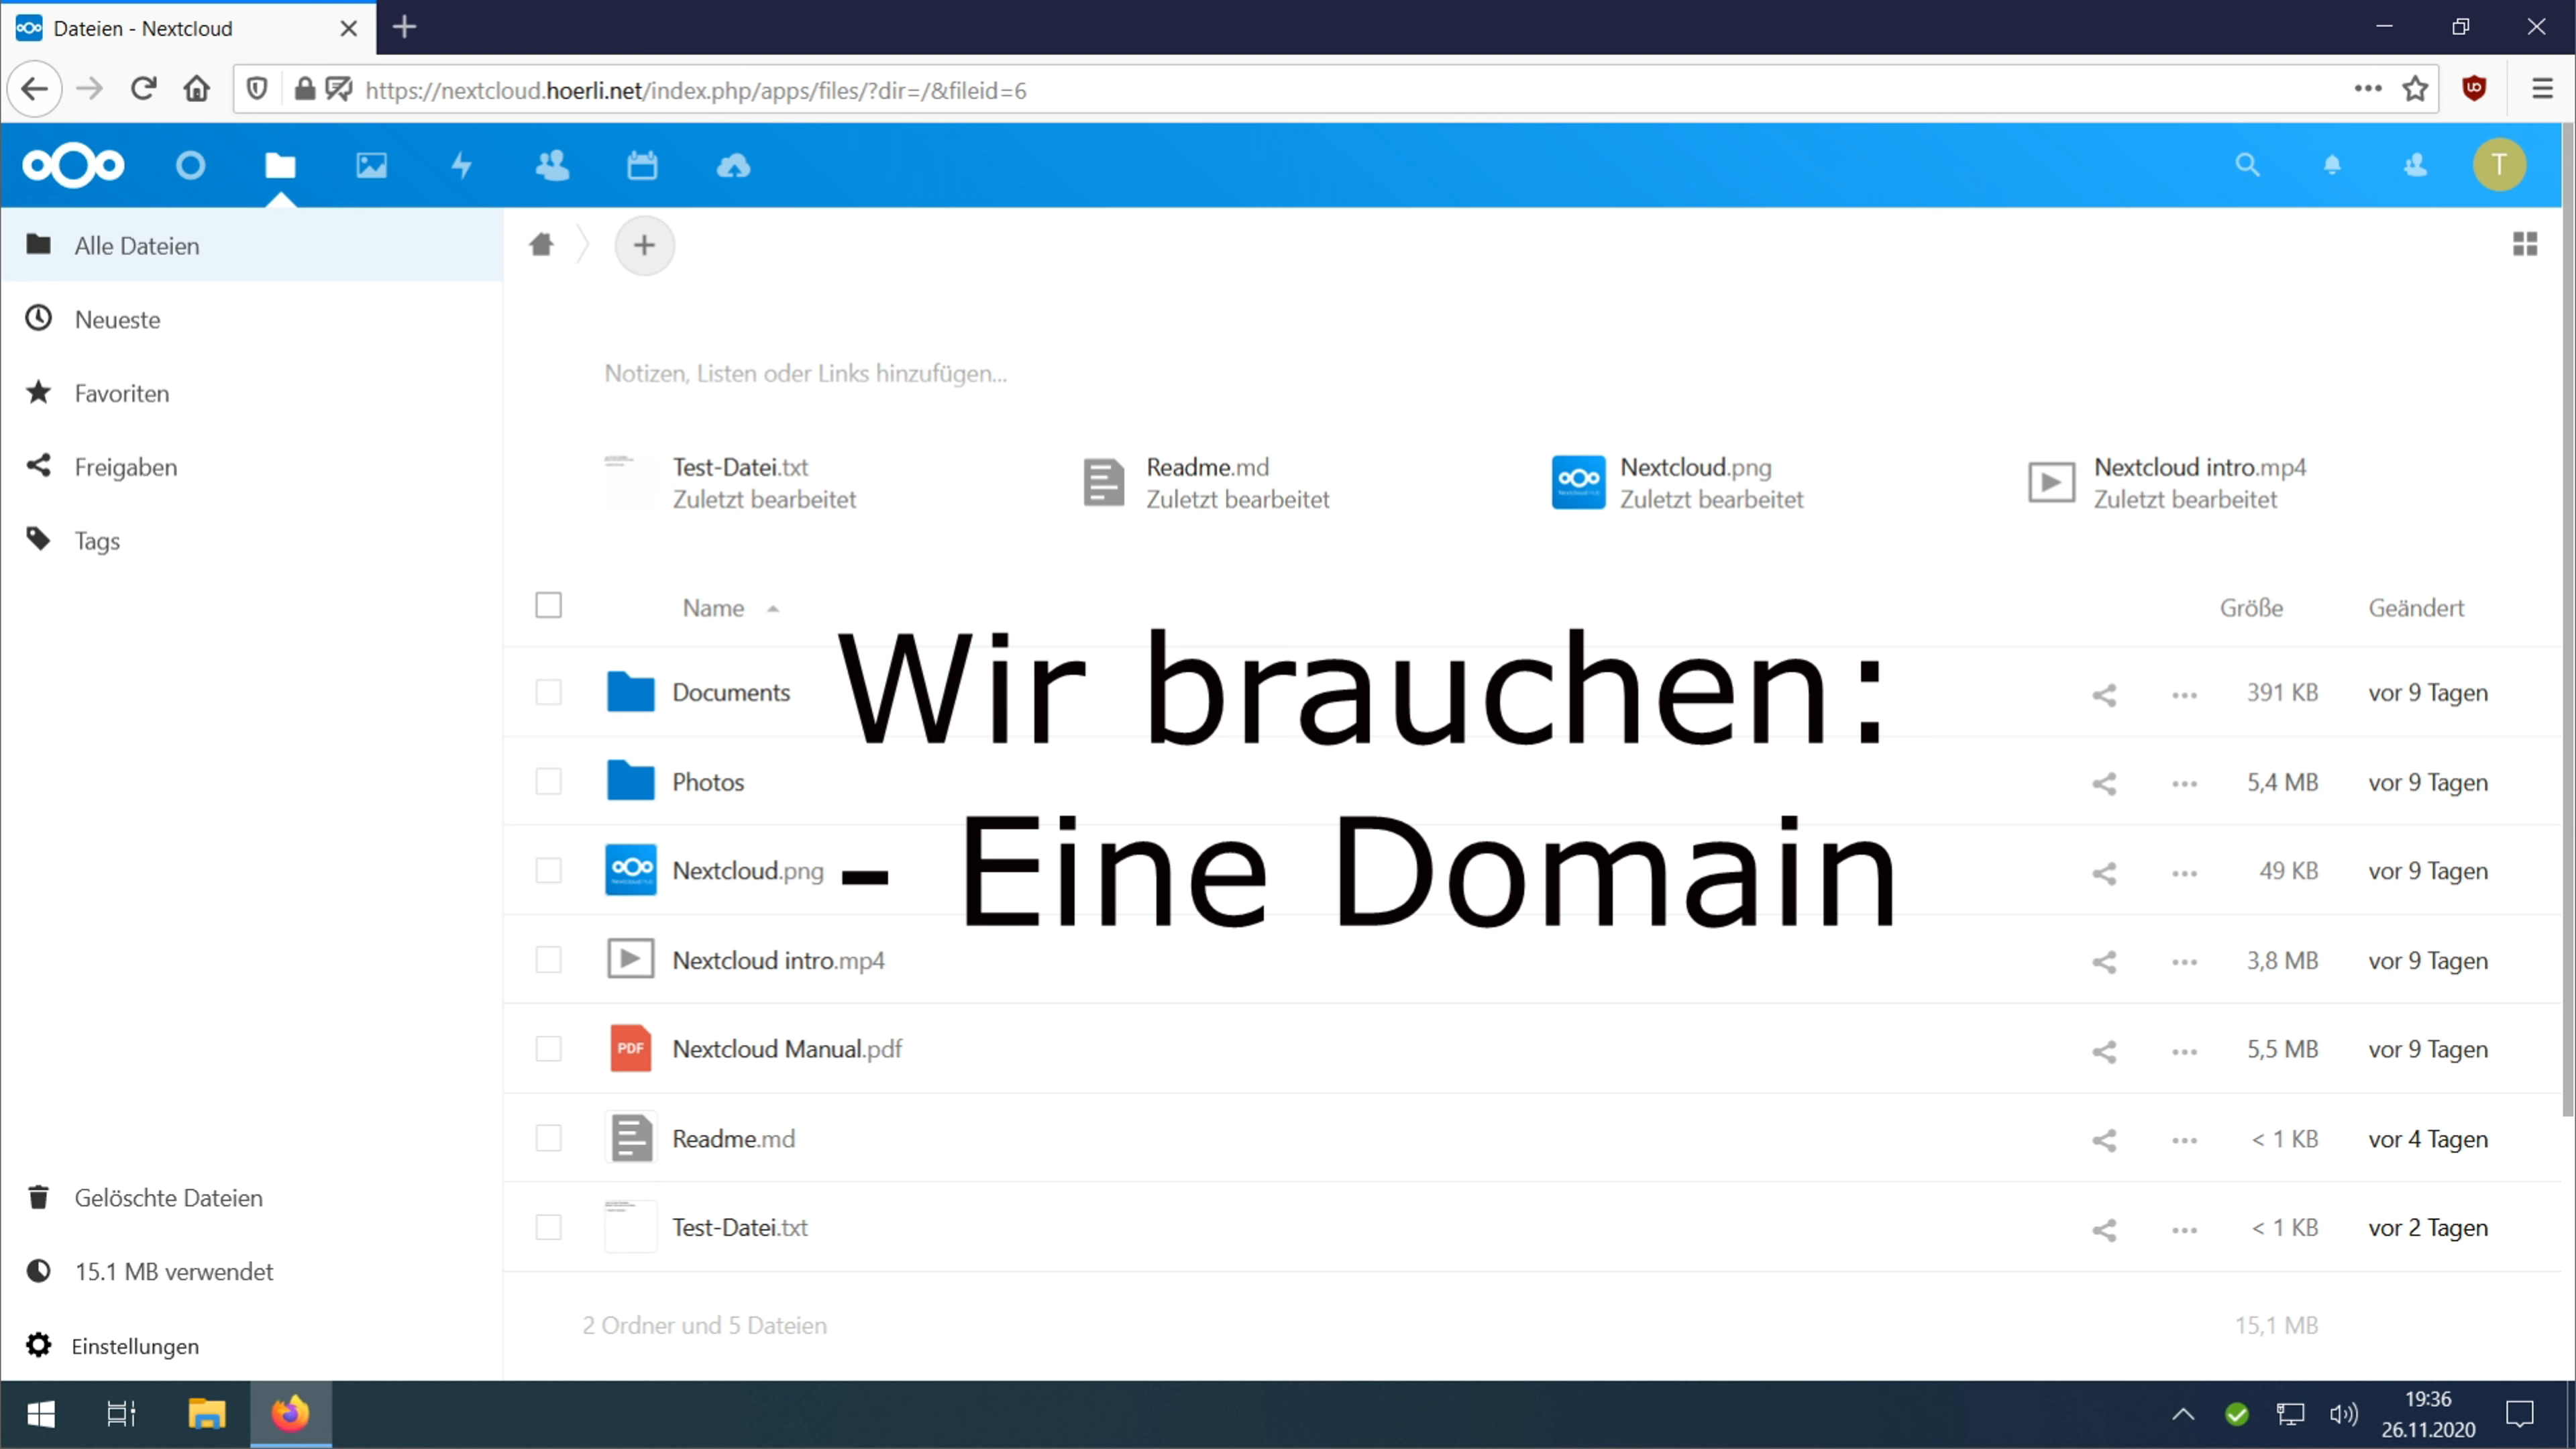 Dateien - Nextcloud
https://nextcloud.hoerli.net/index.php/apps/files/?dir=/&fileid=6
T
Alle Dateien
Neueste
Favoriten
Freigaben
Tags
Notizen, Listen oder Links hinzufügen...
Test-Datei.txt
Zuletzt bearbeitet
Readme.md
Zuletzt bearbeitet
Nextcloud.png
Zuletzt bearbeitet
Nextcloud intro.mp4
Zuletzt bearbeitet
Name Größe Geändert
Wir brauchen:
- Eine Domain
Documents 391 KB vor 9 Tagen
Photos 5,4 MB vor 9 Tagen
Nextcloud.png 49 KB vor 9 Tagen
Nextcloud intro.mp4 3,8 MB vor 9 Tagen
PDF Nextcloud Manual.pdf 5,5 MB vor 9 Tagen
Readme.md < 1 KB vor 4 Tagen
Test-Datei.txt < 1 KB vor 2 Tagen
2 Ordner und 5 Dateien 15,1 MB
Gelöschte Dateien
15.1 MB verwendet
Einstellungen
19:36
26.11.2020